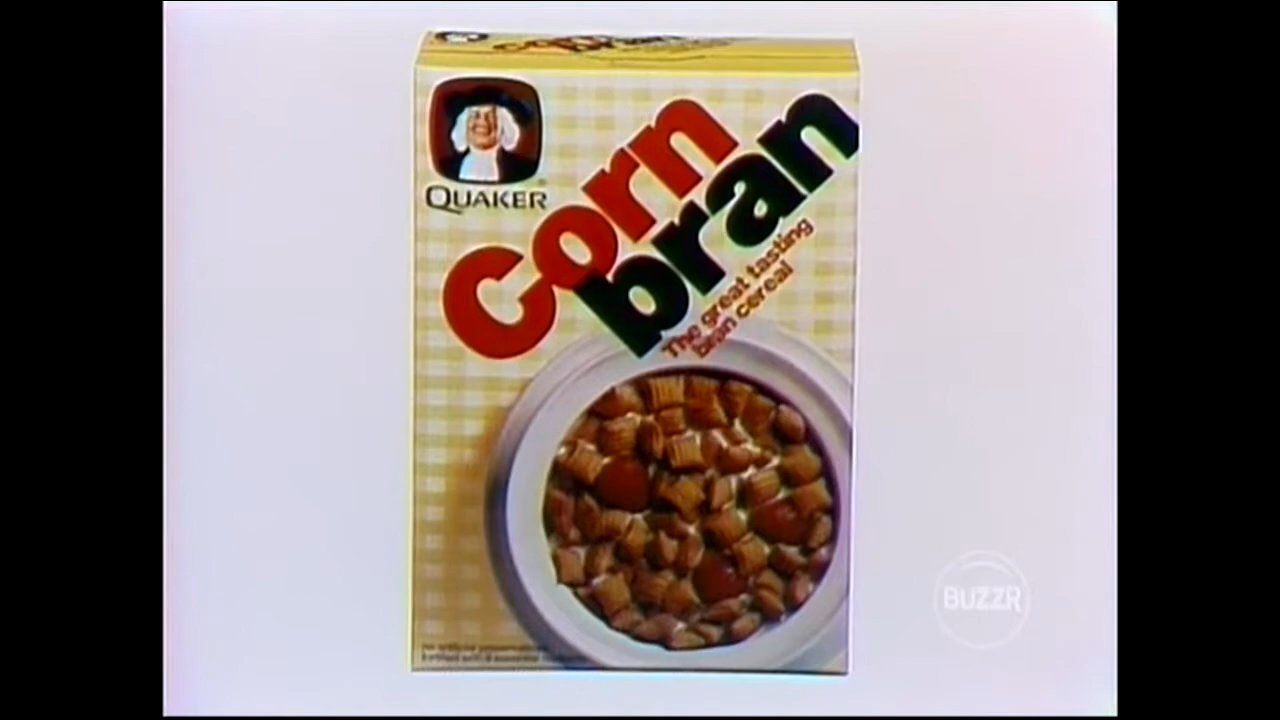 QUAKER
Corn
bran
The great tasting
bran cereal
BUZZR